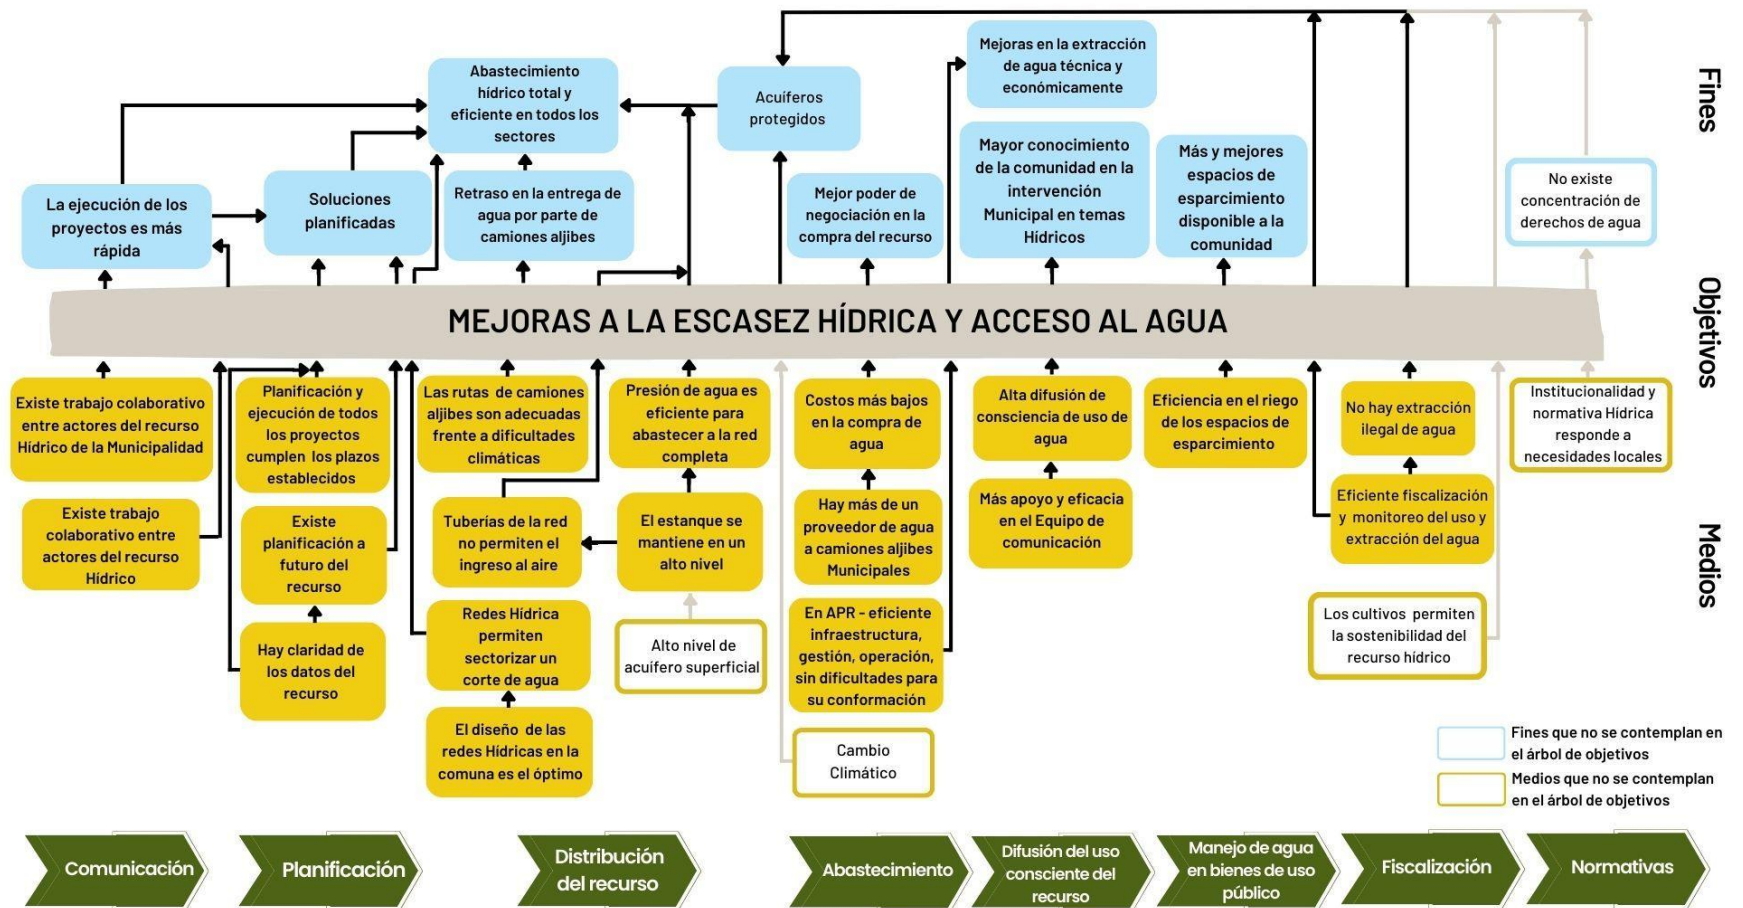 Mejoras en la extracción
de agua técnica y
económicamente
Abastecimiento
hídrico total y
eficiente en todos los
sectores
Acuíferos
protegidos
Fines
Mayor conocimiento
de la comunidad en la
intervención
Municipal en temas
Hídricos
Más y mejores
espacios de
esparcimiento
disponible a la
comunidad
La ejecución de los
proyectos es más
rápida
Soluciones
planificadas
Retraso en la entrega de
agua por parte de
camiones aljibes
Mejor poder de
negociación en la
compra del recurso
No existe
concentración de
derechos de agua
MEJORAS A LA ESCASEZ HÍDRICA Y ACCESO AL AGUA
Objetivos
Existe trabajo colaborativo
entre actores del recurso
Hídrico de la Municipalidad
Planificación y
ejecución de todos
los proyectos
cumplen los plazos
establecidos
Las rutas de camiones
aljibes son adecuadas
frente a dificultades
climáticas
Presión de agua es
eficiente para
abastecer a la red
completa
Costos más bajos
en la compra de
agua
Alta difusión de
consciencia de uso de
agua
Eficiencia en el riego
de los espacios de
esparcimiento
No hay extracción
ilegal de agua
Institucionalidad y
normativa Hídrica
responde a
necesidades locales
Existe trabajo
colaborativo entre
actores del recurso
Hídrico
Existe
planificación a
futuro del
recurso
Tuberías de la red
no permiten el
ingreso al aire
El estanque se
mantiene en un
alto nivel
Hay más de un
proveedor de agua
a camiones aljibes
Municipales
Más apoyo y eficacia
en el Equipo de
comunicación
Eficiente fiscalización
y monitoreo del uso y
extracción del agua
Medios
Hay claridad de
los datos del
recurso
Redes Hídrica
permiten
sectorizar un
corte de agua
Alto nivel de
acuífero superficial
En APR - eficiente
infraestructura,
gestión, operación,
sin dificultades para
su conformación
Los cultivos permiten
la sostenibilidad del
recurso hídrico
El diseño de las
redes Hídricas en la
comuna es el óptimo
Cambio
Climático
Fines que no se contemplan en
el árbol de objetivos
Medios que no se contemplan
en el árbol de objetivos
Comunicación
Planificación
Distribución
del recurso
Abastecimiento
Difusión del uso
consciente del
recurso
Manejo de agua
en bienes de uso
público
Fiscalización
Normativas